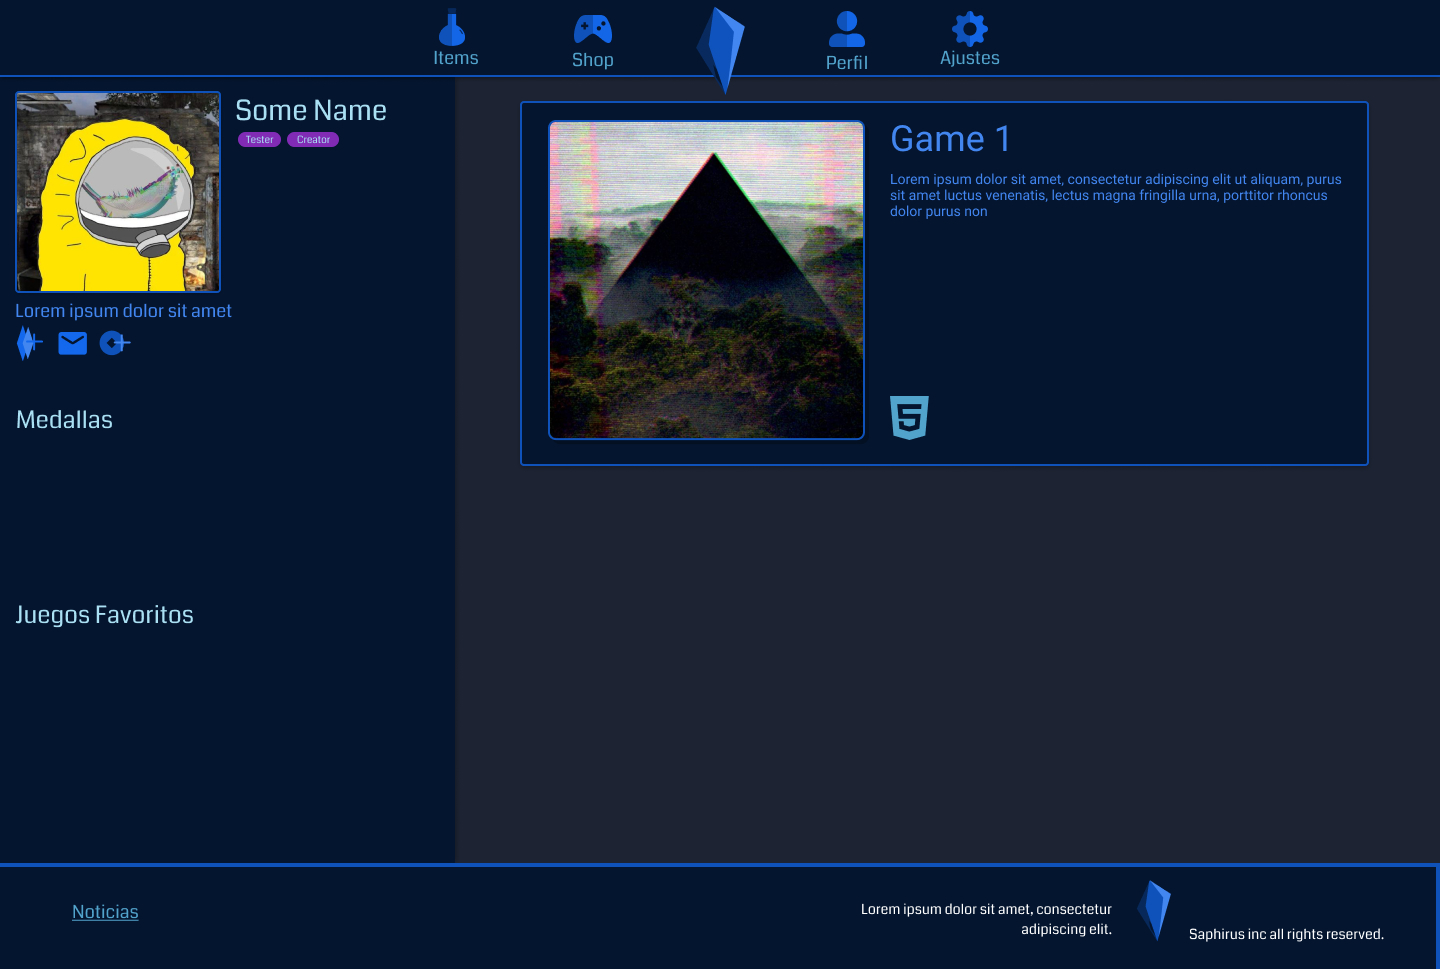 Items
Shop
Perfil
Ajustes
Some Name
Tester
Creator
Lorem ipsum dolor sit amet
Medallas
Juegos Favoritos
Game 1
Lorem ipsum dolor sit amet, consectetur adipiscing elit ut aliquam, purus
sit amet luctus venenatis, lectus magna fringilla urna, porttitor rhoncus
dolor purus non
Noticias
Lorem ipsum dolor sit amet, consectetur
adipiscing elit.
Saphirus inc all rights reserved.